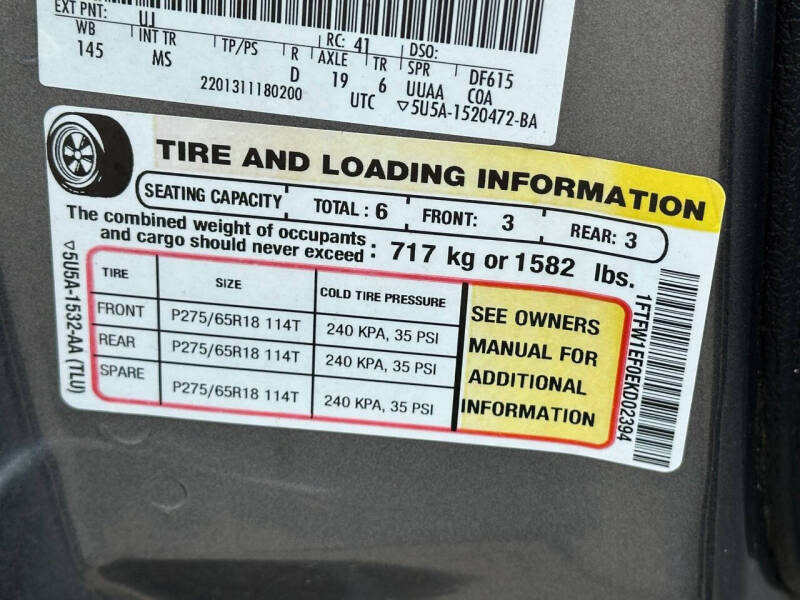 EXT PNT: UJ RC: 41 DSO:
WB INT TR TP/PS R AXLE TR SPR DF615
145 MS D 19 6 UUAA COA
2201311180200 UTC ▽5U5A-1520472-BA
TIRE AND LOADING INFORMATION
SEATING CAPACITY TOTAL : 6 FRONT: 3 REAR: 3
The combined weight of occupants
and cargo should never exceed : 717 kg or 1582 lbs.
TIRE SIZE COLD TIRE PRESSURE
FRONT P275/65R18 114T 240 KPA, 35 PSI
REAR P275/65R18 114T 240 KPA, 35 PSI
SPARE P275/65R18 114T 240 KPA, 35 PSI
SEE OWNERS
MANUAL FOR
ADDITIONAL
INFORMATION
▽5U5A-1532-AA (TLU)
1FTFW1EF0EKD02394